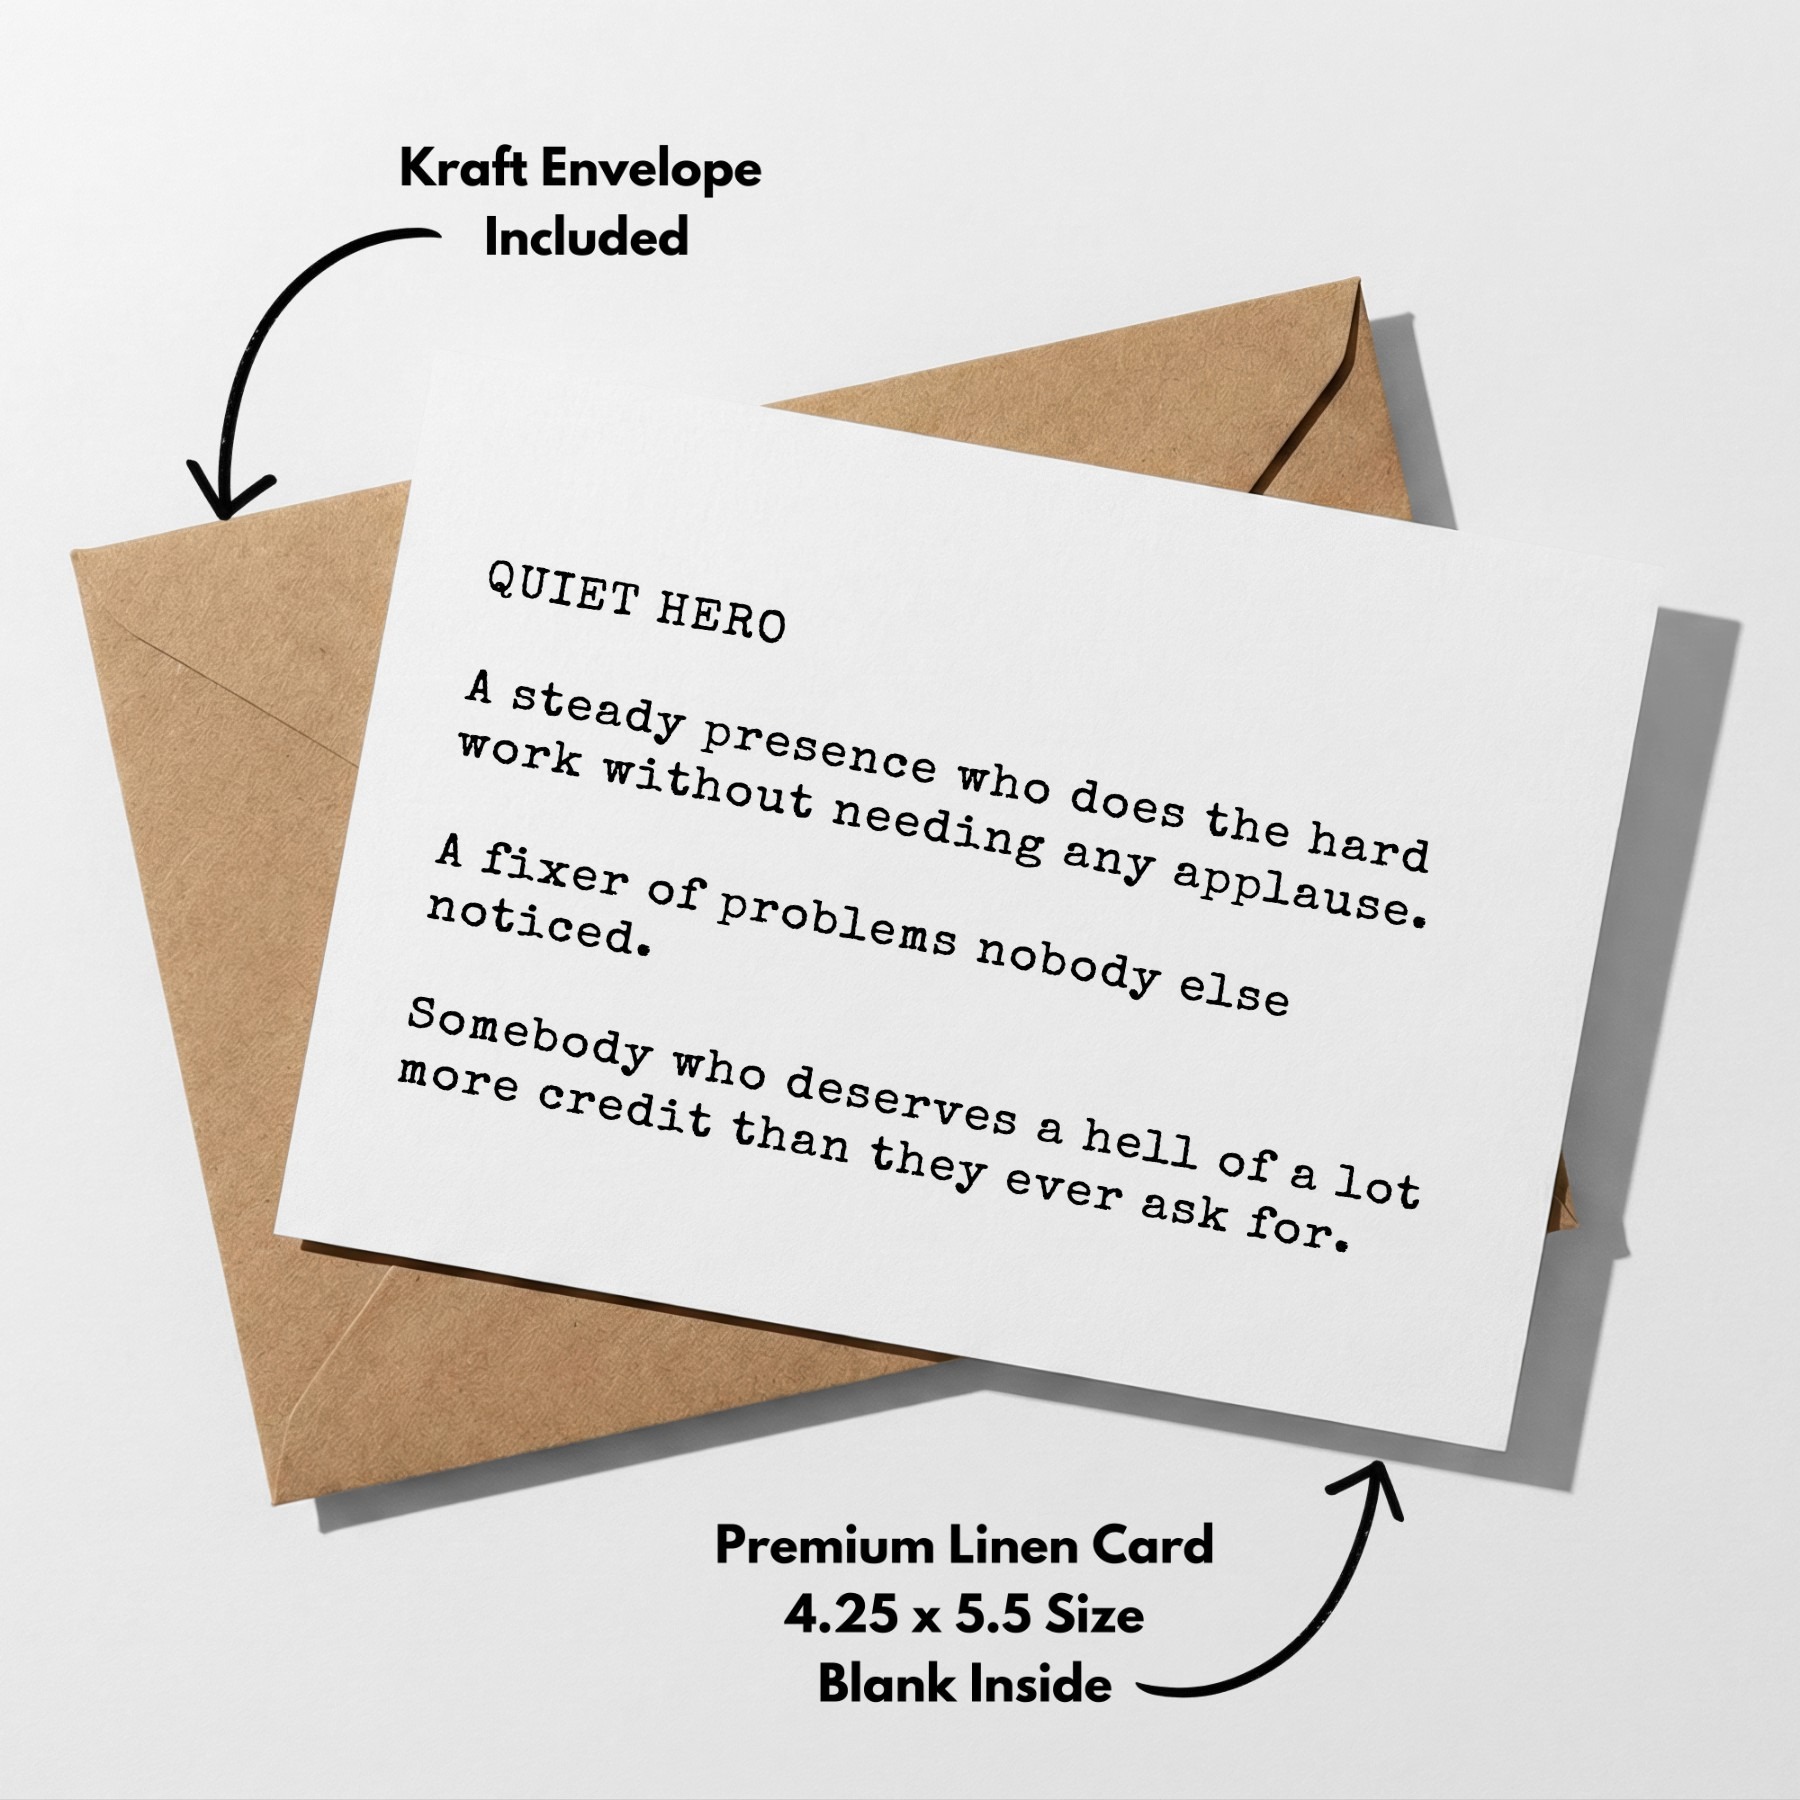 Kraft Envelope
Included
QUIET HERO
A steady presence who does the hard
work without needing any applause.
A fixer of problems nobody else
noticed.
Somebody who deserves a hell of a lot
more credit than they ever ask for.
Premium Linen Card
4.25 x 5.5 Size
Blank Inside